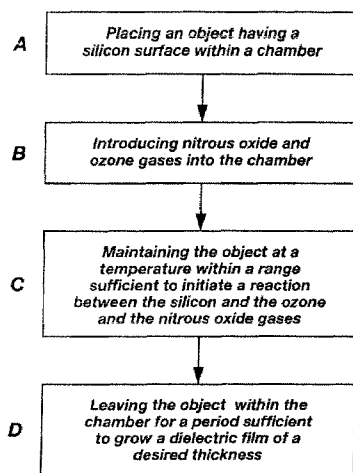 A
Placing an object having a
silicon surface within a chamber
B
Introducing nitrous oxide and
ozone gases into the chamber
C
Maintaining the object at a
temperature within a range
sufficient to initiate a reaction
between the silicon and the ozone
and the nitrous oxide gases
D
Leaving the object within the
chamber for a period sufficient
to grow a dielectric film of a
desired thickness